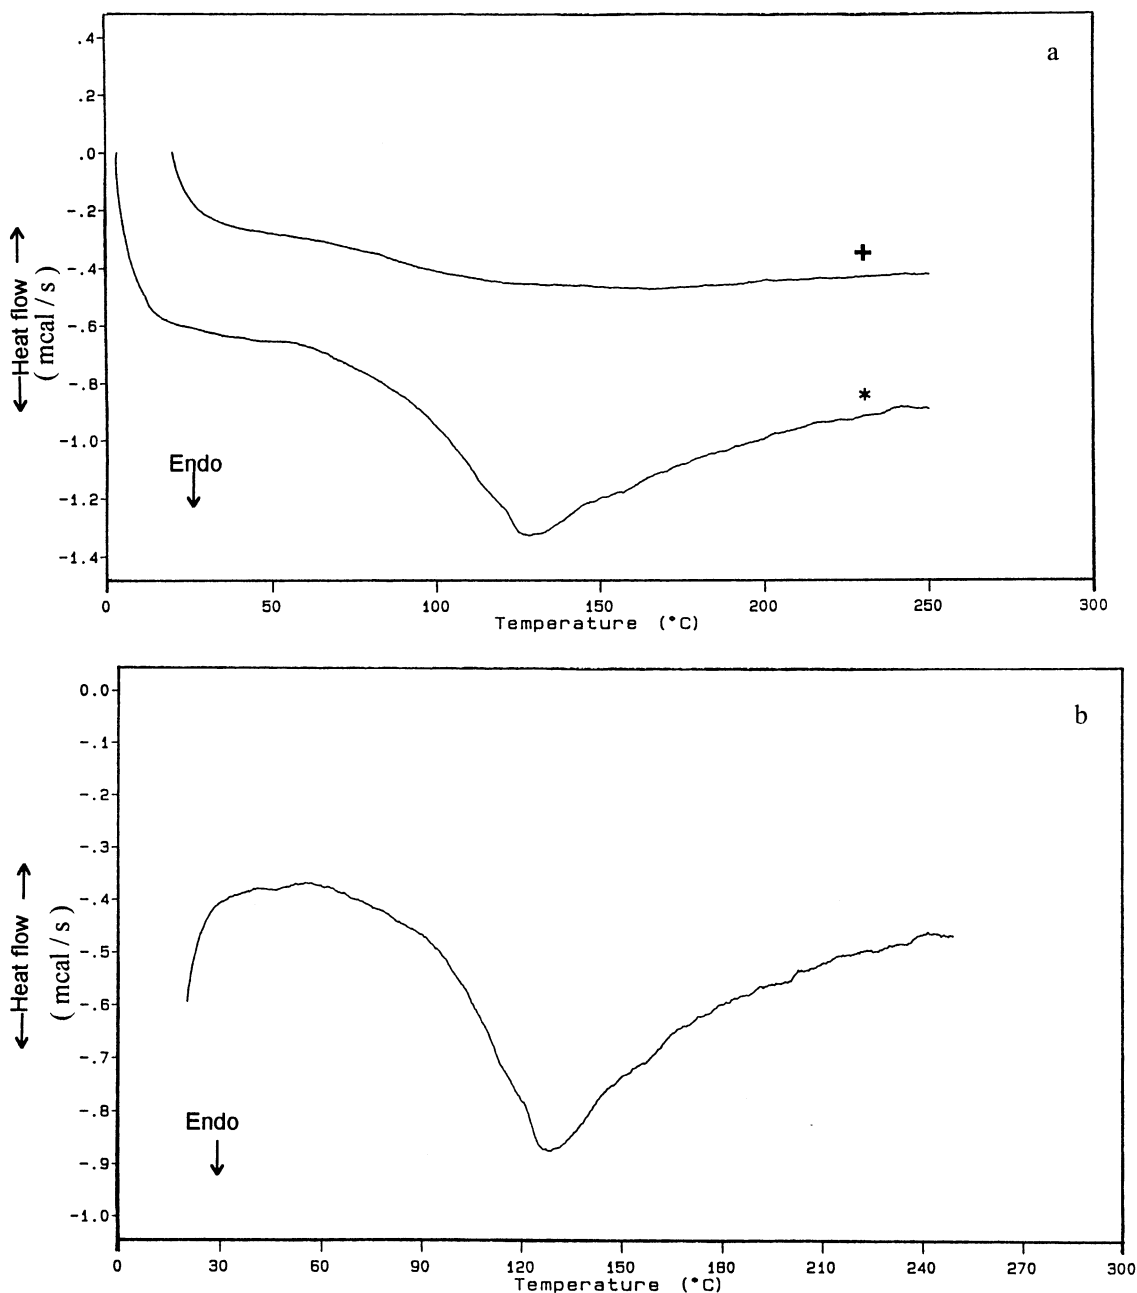 a
.4
.2
.0
-.2
-.4
-.6
-.8
-1.0
-1.2
-1.4
←Heat flow →
( mcal / s )
+
*
Endo
0 50 100 150 200 250 300
Temperature (°C)
b
0.0
-.1
-.2
-.3
-.4
-.5
-.6
-.7
-.8
-.9
-1.0
←Heat flow →
( mcal / s )
Endo
0 30 60 90 120 150 180 210 240 270 300
Temperature (°C)